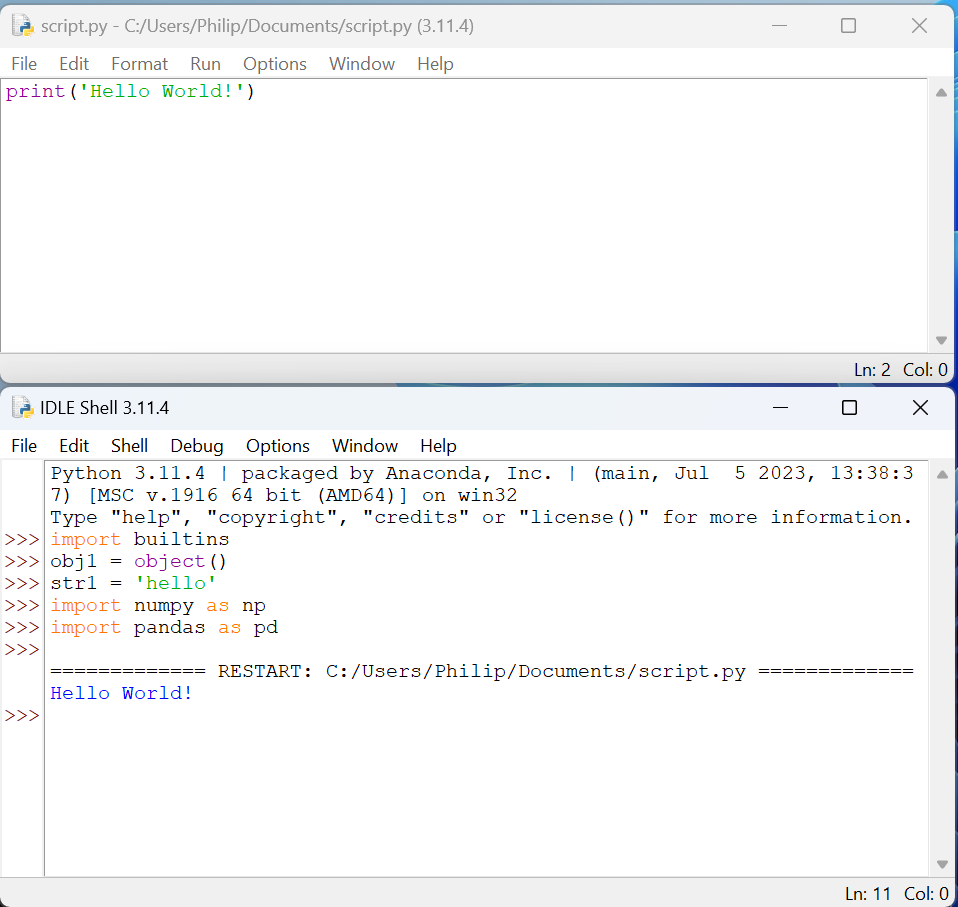 script.py - C:/Users/Philip/Documents/script.py (3.11.4)
File Edit Format Run Options Window Help
print('Hello World!')
Ln: 2 Col: 0
IDLE Shell 3.11.4
File Edit Shell Debug Options Window Help
Python 3.11.4 | packaged by Anaconda, Inc. | (main, Jul  5 2023, 13:38:3
7) [MSC v.1916 64 bit (AMD64)] on win32
Type "help", "copyright", "credits" or "license()" for more information.
>>> import builtins
>>> obj1 = object()
>>> str1 = 'hello'
>>> import numpy as np
>>> import pandas as pd
>>>
============= RESTART: C:/Users/Philip/Documents/script.py =============
Hello World!
>>>
Ln: 11 Col: 0